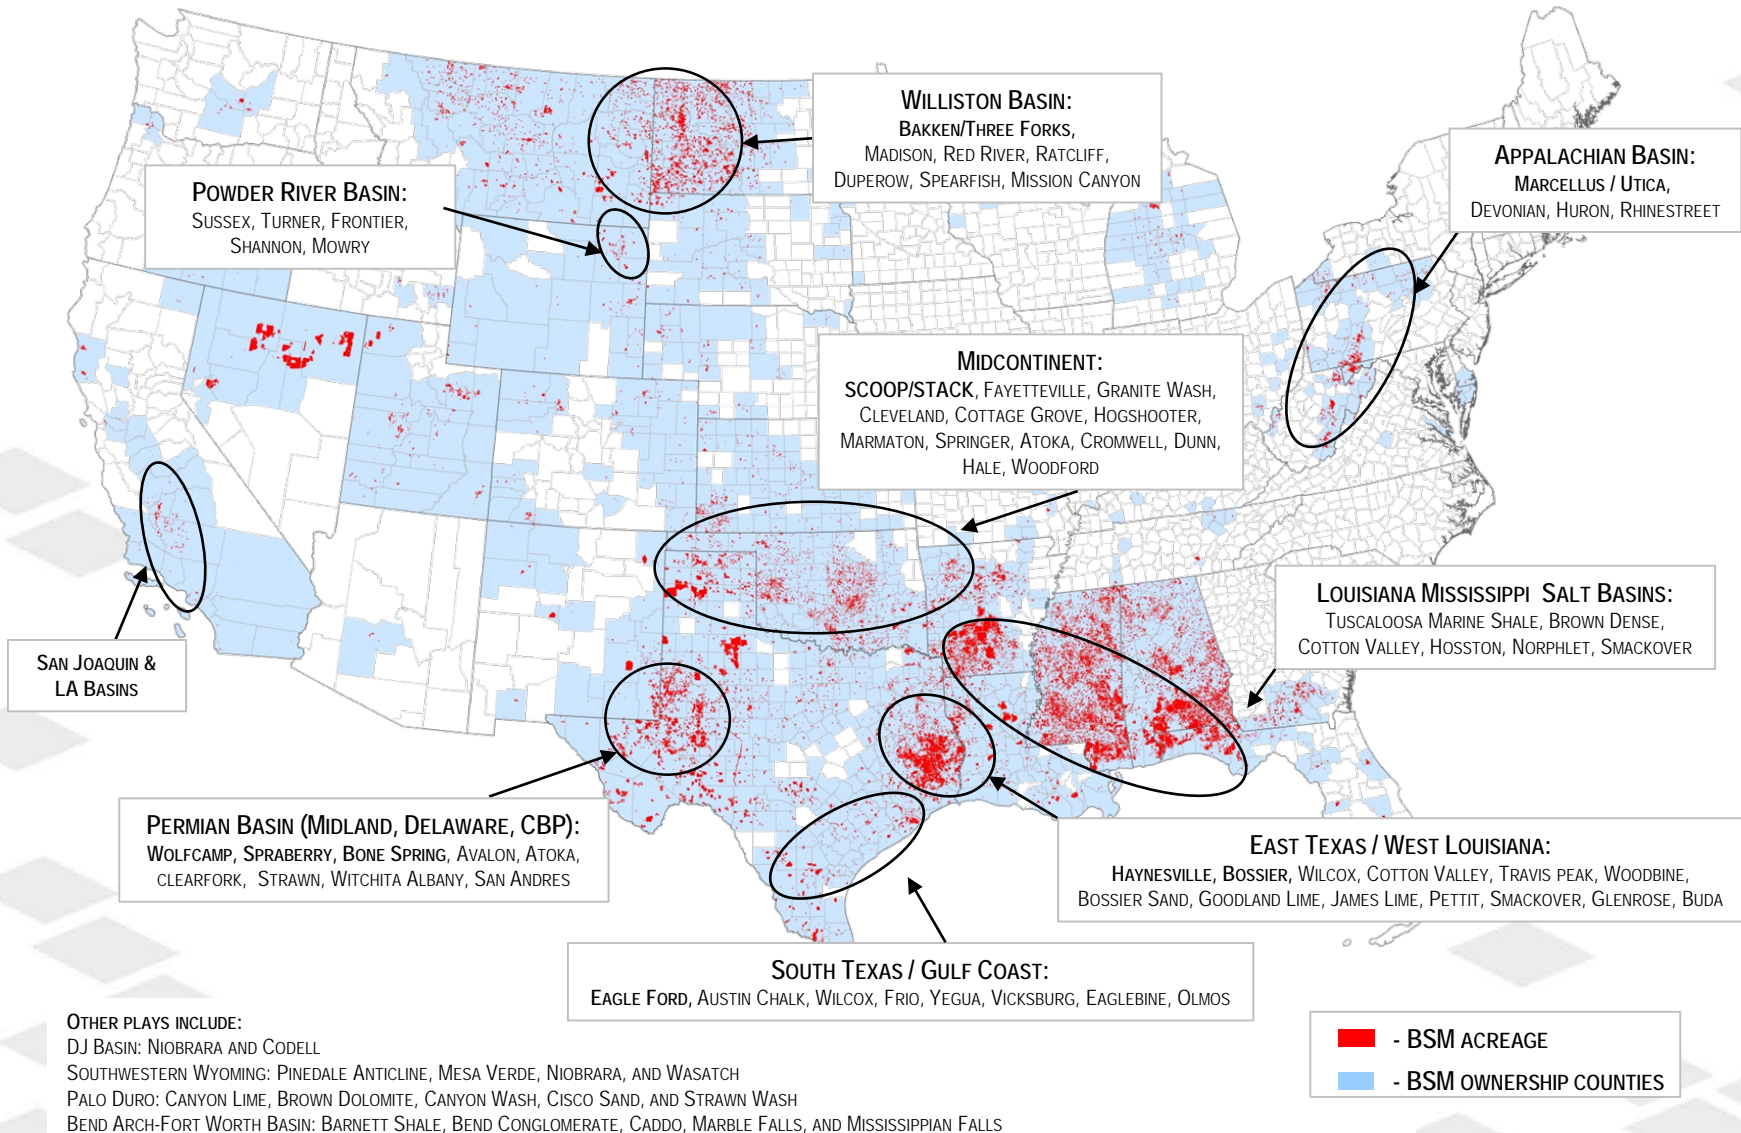 WILLISTON BASIN:
BAKKEN/THREE FORKS,
MADISON, RED RIVER, RATCLIFF,
DUPEROW, SPEARFISH, MISSION CANYON
APPALACHIAN BASIN:
MARCELLUS / UTICA,
DEVONIAN, HURON, RHINESTREET
POWDER RIVER BASIN:
SUSSEX, TURNER, FRONTIER,
SHANNON, MOWRY
MIDCONTINENT:
SCOOP/STACK, FAYETTEVILLE, GRANITE WASH,
CLEVELAND, COTTAGE GROVE, HOGSHOOTER,
MARMATON, SPRINGER, ATOKA, CROMWELL, DUNN,
HALE, WOODFORD
LOUISIANA MISSISSIPPI SALT BASINS:
TUSCALOOSA MARINE SHALE, BROWN DENSE,
COTTON VALLEY, HOSSTON, NORPHLET, SMACKOVER
SAN JOAQUIN &
LA BASINS
PERMIAN BASIN (MIDLAND, DELAWARE, CBP):
WOLFCAMP, SPRABERRY, BONE SPRING, AVALON, ATOKA,
CLEARFORK, STRAWN, WITCHITA ALBANY, SAN ANDRES
EAST TEXAS / WEST LOUISIANA:
HAYNESVILLE, BOSSIER, WILCOX, COTTON VALLEY, TRAVIS PEAK, WOODBINE,
BOSSIER SAND, GOODLAND LIME, JAMES LIME, PETTIT, SMACKOVER, GLENROSE, BUDA
SOUTH TEXAS / GULF COAST:
EAGLE FORD, AUSTIN CHALK, WILCOX, FRIO, YEGUA, VICKSBURG, EAGLEBINE, OLMOS
OTHER PLAYS INCLUDE:
DJ BASIN: NIOBRARA AND CODELL
SOUTHWESTERN WYOMING: PINEDALE ANTICLINE, MESA VERDE, NIOBRARA, AND WASATCH
PALO DURO: CANYON LIME, BROWN DOLOMITE, CANYON WASH, CISCO SAND, AND STRAWN WASH
BEND ARCH-FORT WORTH BASIN: BARNETT SHALE, BEND CONGLOMERATE, CADDO, MARBLE FALLS, AND MISSISSIPPIAN FALLS
- BSM ACREAGE
- BSM OWNERSHIP COUNTIES